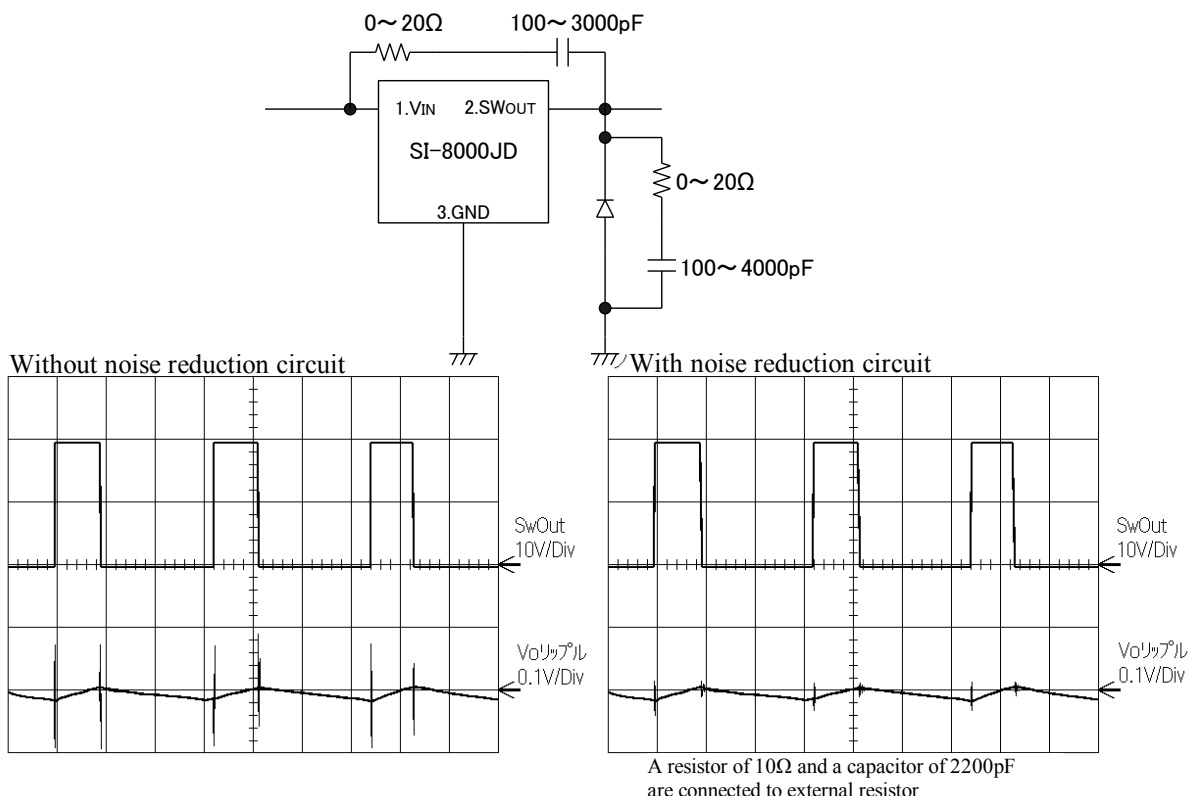 0～20Ω
100～3000pF
1.VIN
2.SWOUT
SI-8000JD
3.GND
0～20Ω
100～4000pF
Without noise reduction circuit
SwOut
10V/Div
Voリップル
0.1V/Div
With noise reduction circuit
SwOut
10V/Div
Voリップル
0.1V/Div
A resistor of 10Ω and a capacitor of 2200pF
are connected to external resistor